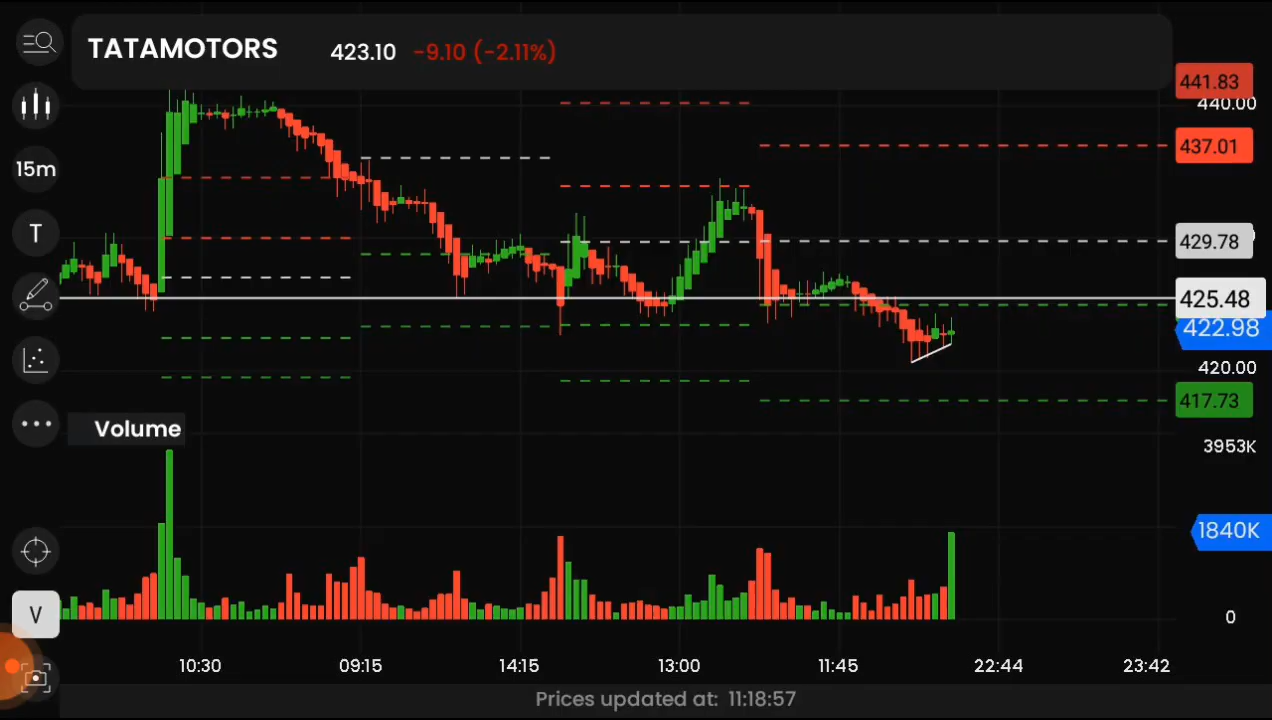 TATAMOTORS 423.10 -9.10 (-2.11%)
441.83
440.00
437.01
15m
T
429.78
425.48
422.98
420.00
417.73
Volume
3953K
1840K
V
0
10:30 09:15 14:15 13:00 11:45 22:44 23:42
Prices updated at: 11:18:57